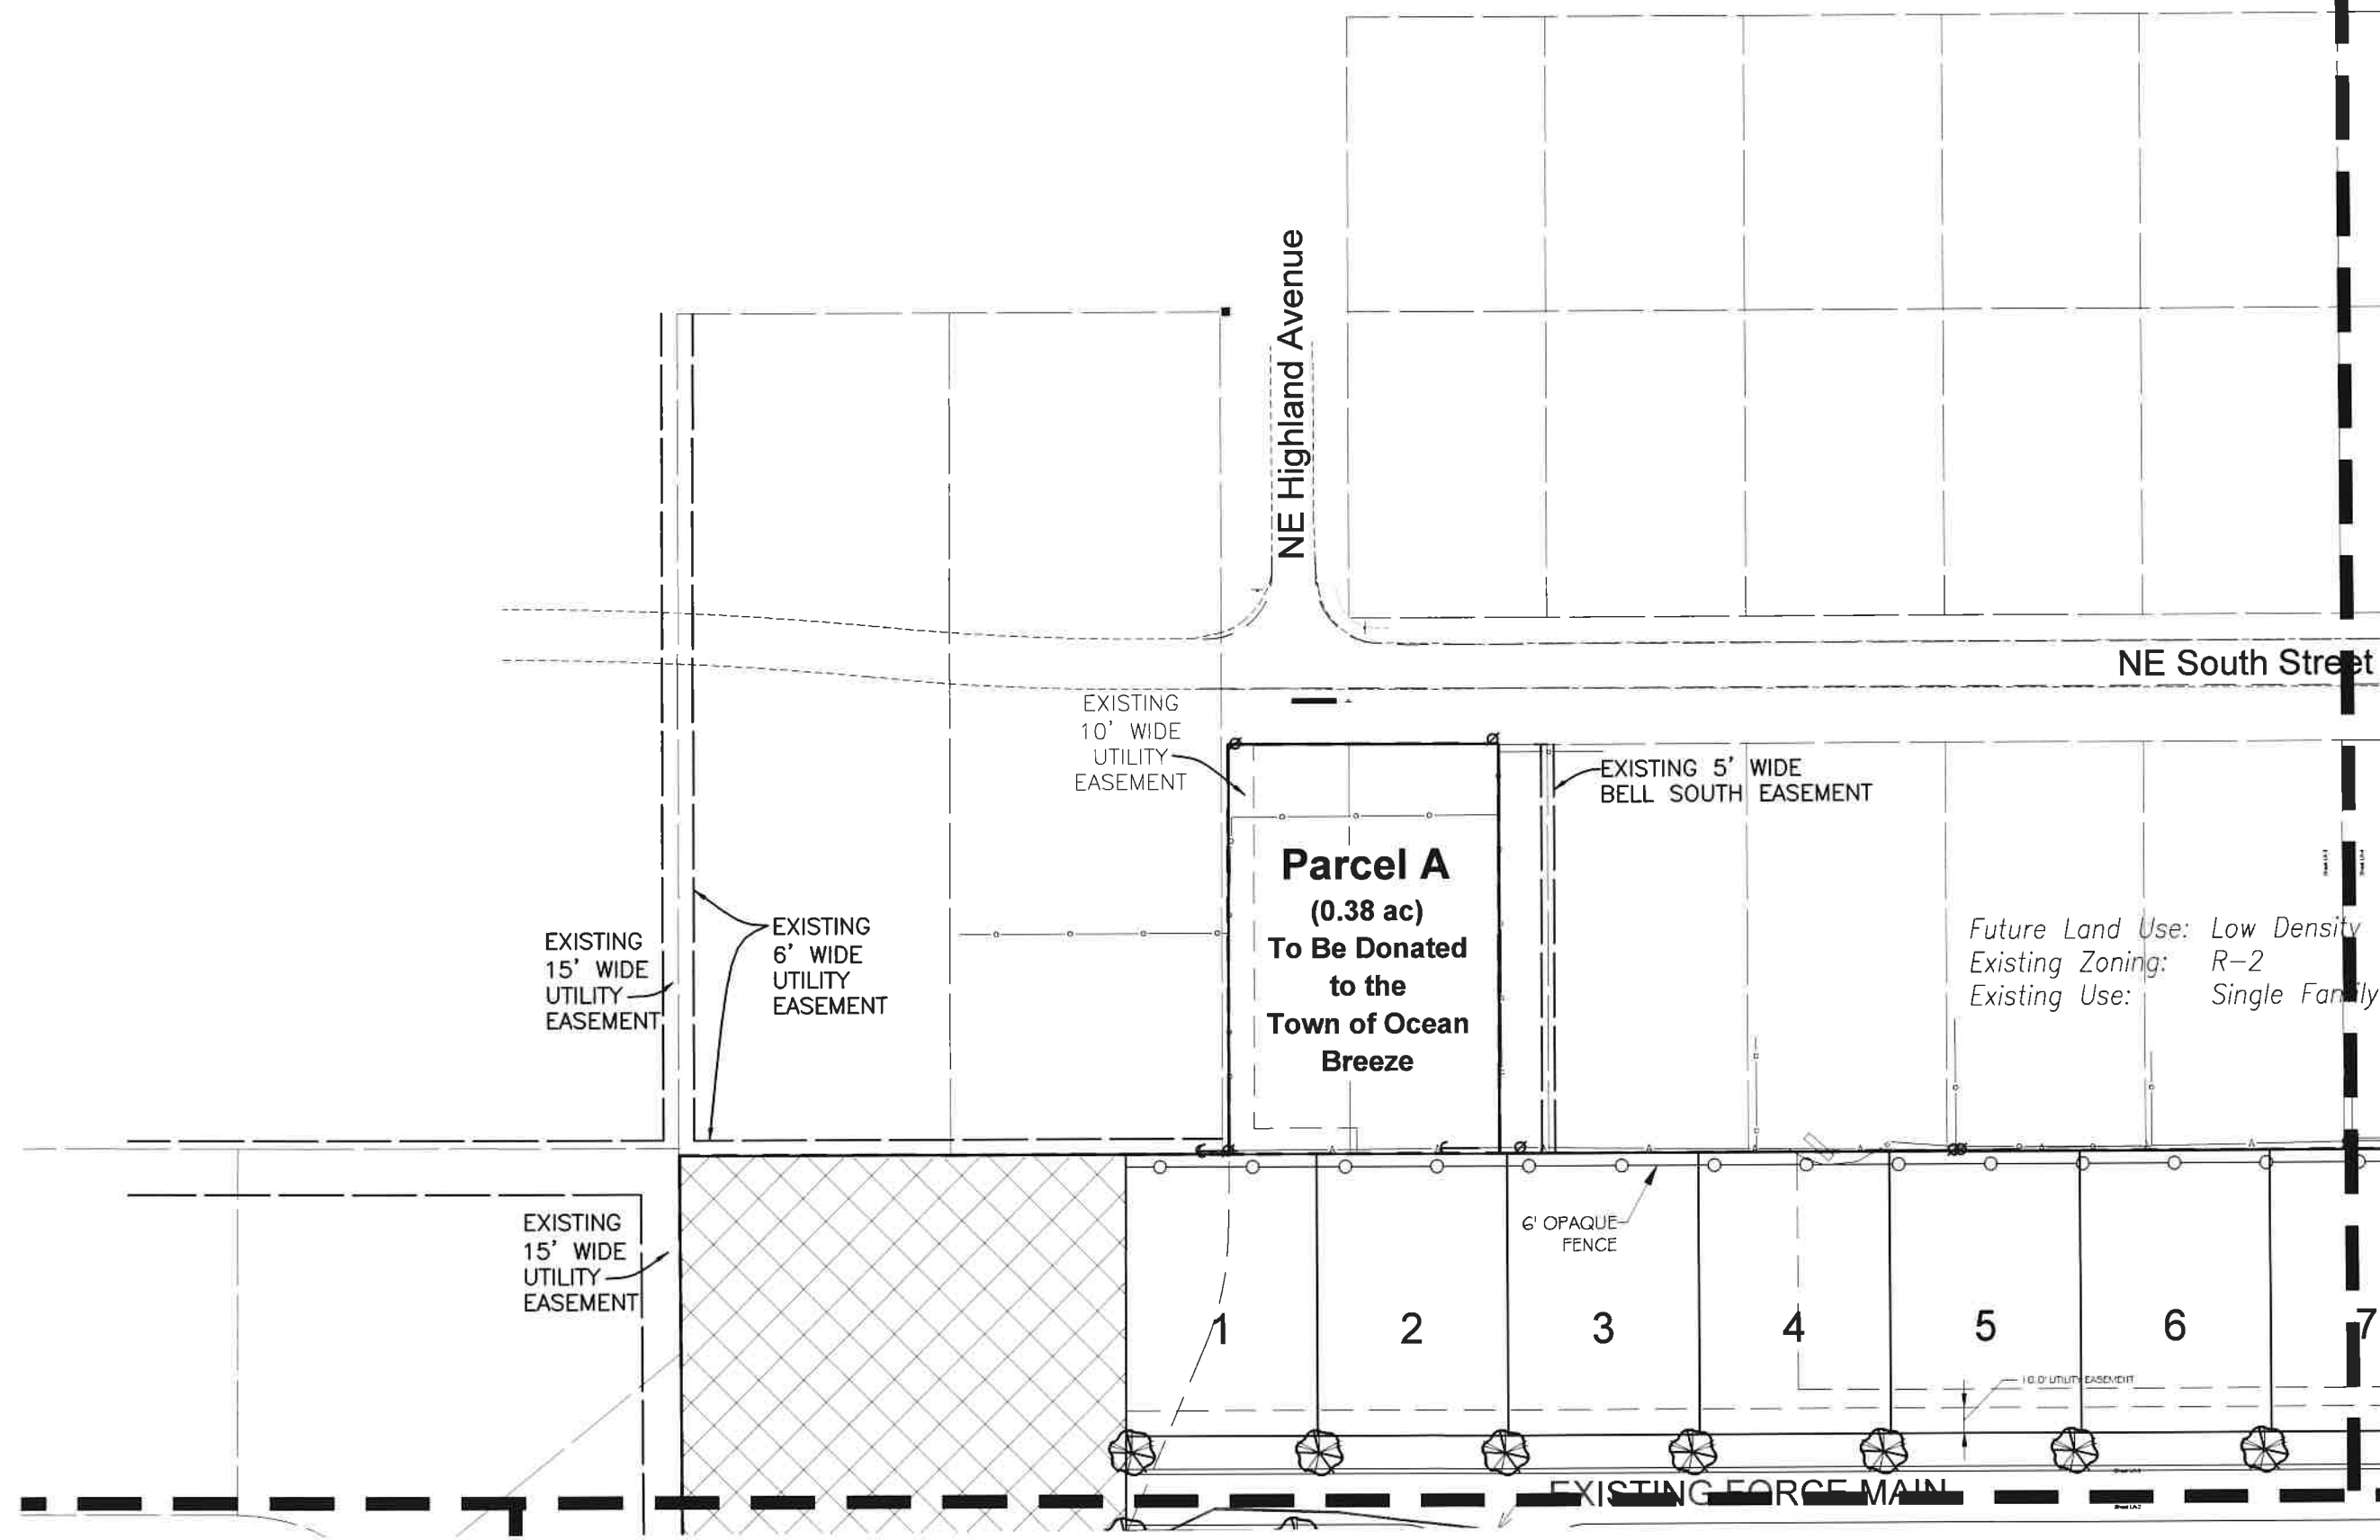 NE Highland Avenue
NE South Street
EXISTING
10' WIDE
UTILITY
EASEMENT
EXISTING 5' WIDE
BELL SOUTH EASEMENT
Parcel A
(0.38 ac)
To Be Donated
to the
Town of Ocean
Breeze
EXISTING
15' WIDE
UTILITY
EASEMENT
EXISTING
6' WIDE
UTILITY
EASEMENT
Future Land Use: Low Density
Existing Zoning: R-2
Existing Use: Single Family
EXISTING
15' WIDE
UTILITY
EASEMENT
6' OPAQUE
FENCE
1 2 3 4 5 6 7
10.0' UTILITY EASEMENT
EXISTING FORCE MAIN